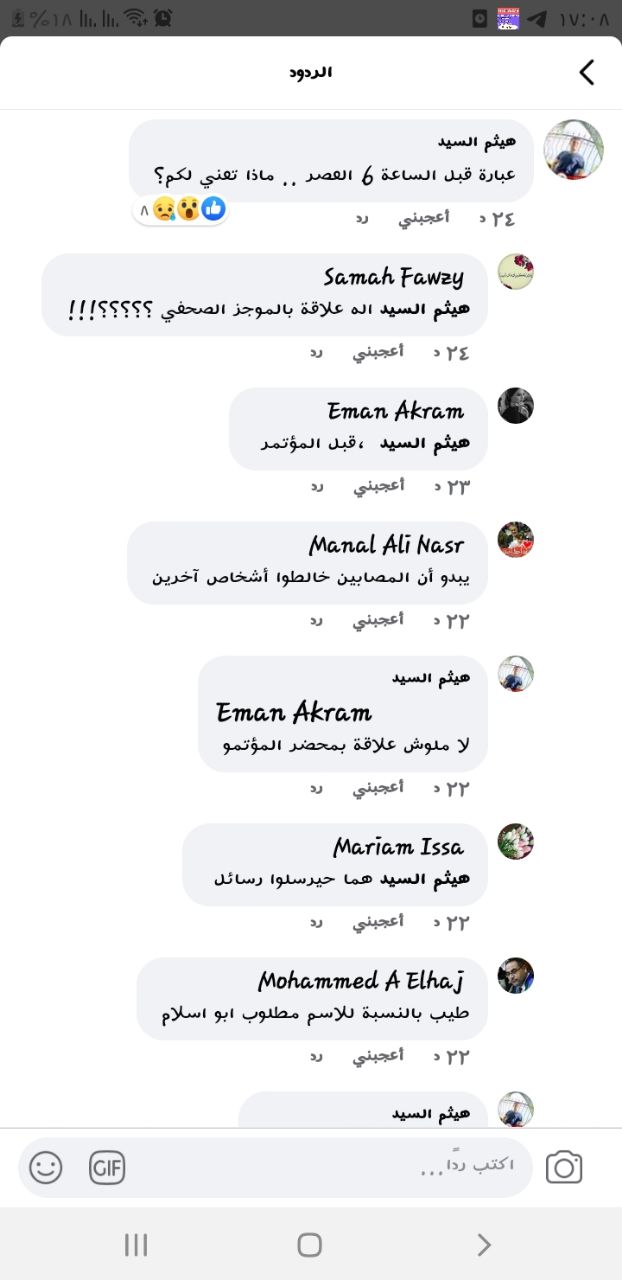 ١٧:٠٨ ٪١٨
الردود
هيثم السيد
عبارة قبل الساعة 6 العصر .. ماذا تعني لكم؟
٢٤ د أعجبني رد ٨
Samah Fawzy
هيثم السيد اله علاقة بالموجز الصحفي ؟؟؟؟؟!!!
٢٤ د أعجبني رد
Eman Akram
هيثم السيد ،قبل المؤتمر
٢٣ د أعجبني رد
Manal Ali Nasr
يبدو أن المصابين خالطوا أشخاص آخرين
٢٢ د أعجبني رد
هيثم السيد
Eman Akram
لا ملوش علاقة بمحضر المؤتمو
٢٢ د أعجبني رد
Mariam Issa
هيثم السيد هما حيرسلوا رسائل
٢٢ د أعجبني رد
Mohammed A Elhaj
طيب بالنسبة للاسم مطلوب ابو اسلام
٢٢ د أعجبني رد
هيثم السيد
اكتب ردًا...
GIF